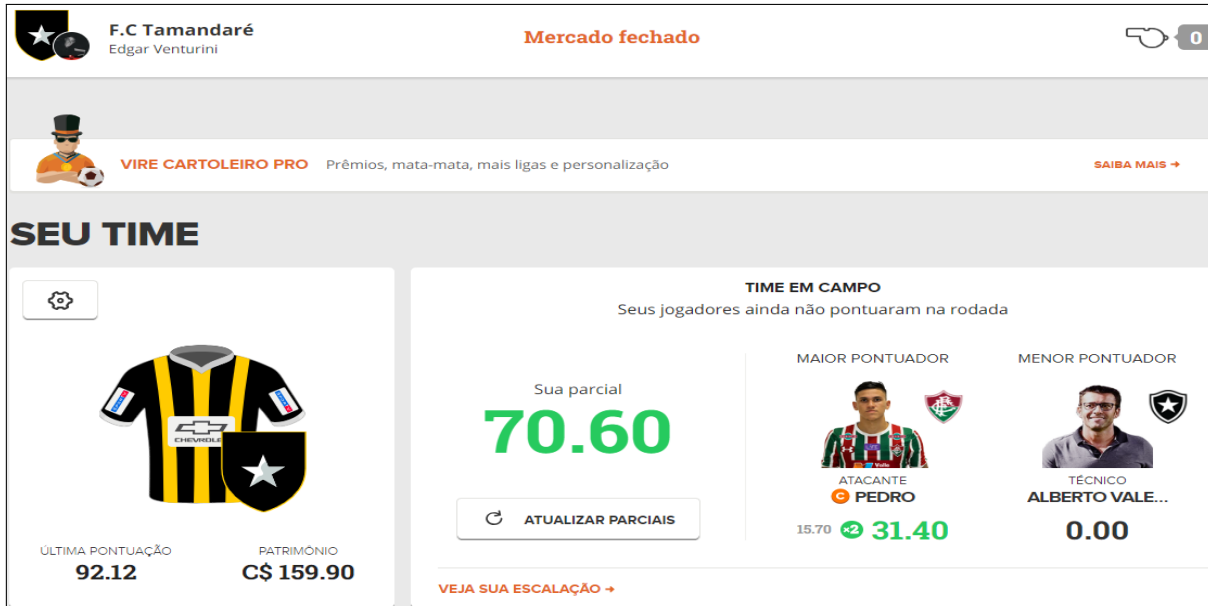 F.C Tamandaré
Edgar Venturini
Mercado fechado
0
VIRE CARTOLEIRO PRO Prêmios, mata-mata, mais ligas e personalização
SAIBA MAIS →
SEU TIME
CHEVROLE
ÚLTIMA PONTUAÇÃO
92.12
PATRIMÔNIO
C$ 159.90
TIME EM CAMPO
Seus jogadores ainda não pontuaram na rodada
Sua parcial
70.60
ATUALIZAR PARCIAIS
MAIOR PONTUADOR
ATACANTE
C PEDRO
15.70 x2 31.40
MENOR PONTUADOR
TÉCNICO
ALBERTO VALE...
0.00
VEJA SUA ESCALAÇÃO →